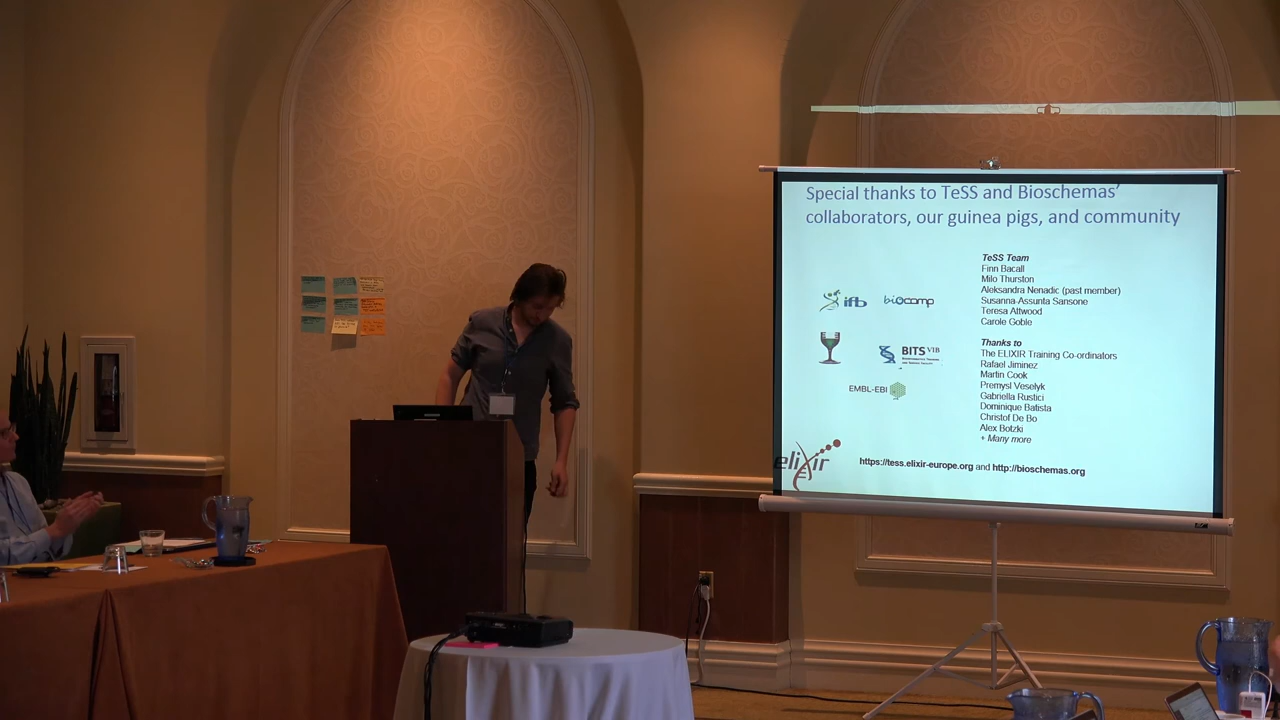 Special thanks to TeSS and Bioschemas'
collaborators, our guinea pigs, and community
TeSS Team
Finn Bacall
Milo Thurston
Aleksandra Nenadic (past member)
Susanna-Assunta Sansone
Teresa Attwood
Carole Goble
ifb
biocomp
BITS VIB
EMBL-EBI
Thanks to
The ELIXIR Training Co-ordinators
Rafael Jiminez
Martin Cook
Premysl Veselyk
Gabriella Rustici
Dominique Batista
Christof De Bo
Alex Botzki
+ Many more
elixir
https://tess.elixir-europe.org and http://bioschemas.org